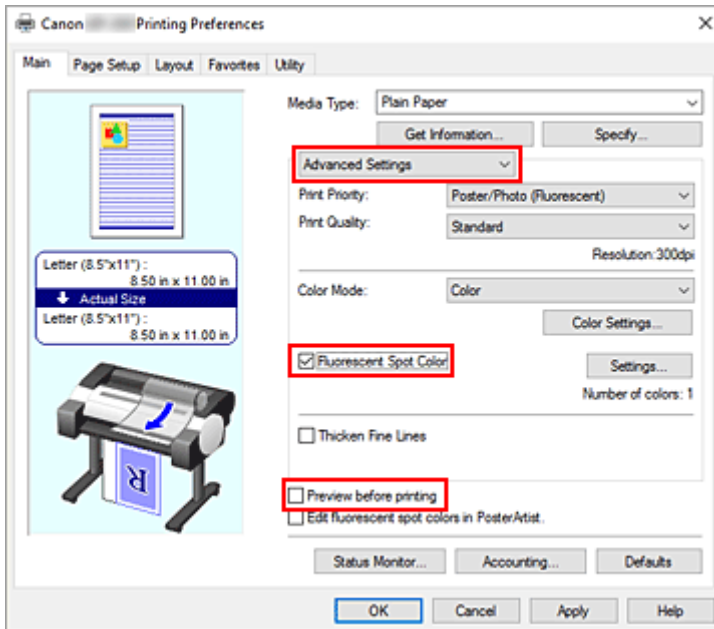 Canon Printing Preferences
Main Page Setup Layout Favorites Utility
Media Type: Plain Paper
Get Information... Specify...
Advanced Settings
Print Priority: Poster/Photo (Fluorescent)
Print Quality: Standard
Resolution:300dpi
Letter (8.5"x11") :
8.50 in x 11.00 in
Actual Size
Letter (8.5"x11") :
8.50 in x 11.00 in
Color Mode: Color
Color Settings...
Fluorescent Spot Color Settings...
Number of colors: 1
Thicken Fine Lines
R
Preview before printing
Edit fluorescent spot colors in PosterArtist.
Status Monitor... Accounting... Defaults
OK Cancel Apply Help